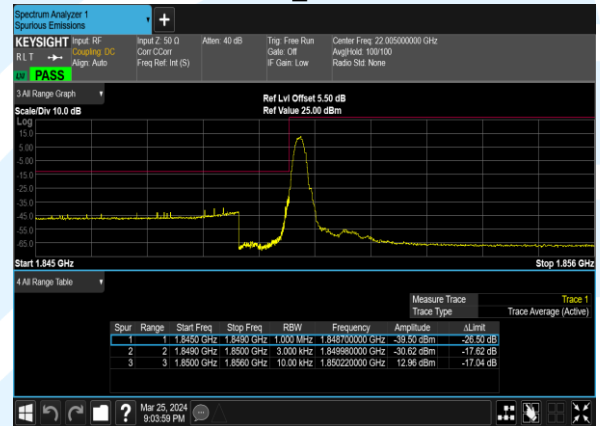 Spectrum Analyzer 1
Spurious Emissions
KEYSIGHT Input: RF Input Z: 50 Ω Atten: 40 dB Trig: Free Run Center Freq: 22.005000000 GHz
Coupling: DC Corr CCorr Gate: Off Avg|Hold: 100/100
RLT Align: Auto Freq Ref: Int (S) IF Gain: Low Radio Std: None
LV PASS
3 All Range Graph
Ref Lvl Offset 5.50 dB
Scale/Div 10.0 dB Ref Value 25.00 dBm
Log
15.0
5.00
-5.00
-15.0
-25.0
-35.0
-45.0
-55.0
-65.0
Start 1.845 GHz Stop 1.856 GHz
4 All Range Table
Measure Trace Trace 1
Trace Type Trace Average (Active)
Spur Range Start Freq Stop Freq RBW Frequency Amplitude ΔLimit
1 1 1.8450 GHz 1.8490 GHz 1.000 MHz 1.848700000 GHz -39.50 dBm -26.50 dB
2 2 1.8490 GHz 1.8500 GHz 3.000 kHz 1.849980000 GHz -30.62 dBm -17.62 dB
3 3 1.8500 GHz 1.8560 GHz 10.00 kHz 1.850220000 GHz 12.96 dBm -17.04 dB
Mar 25, 2024
9:03:59 PM